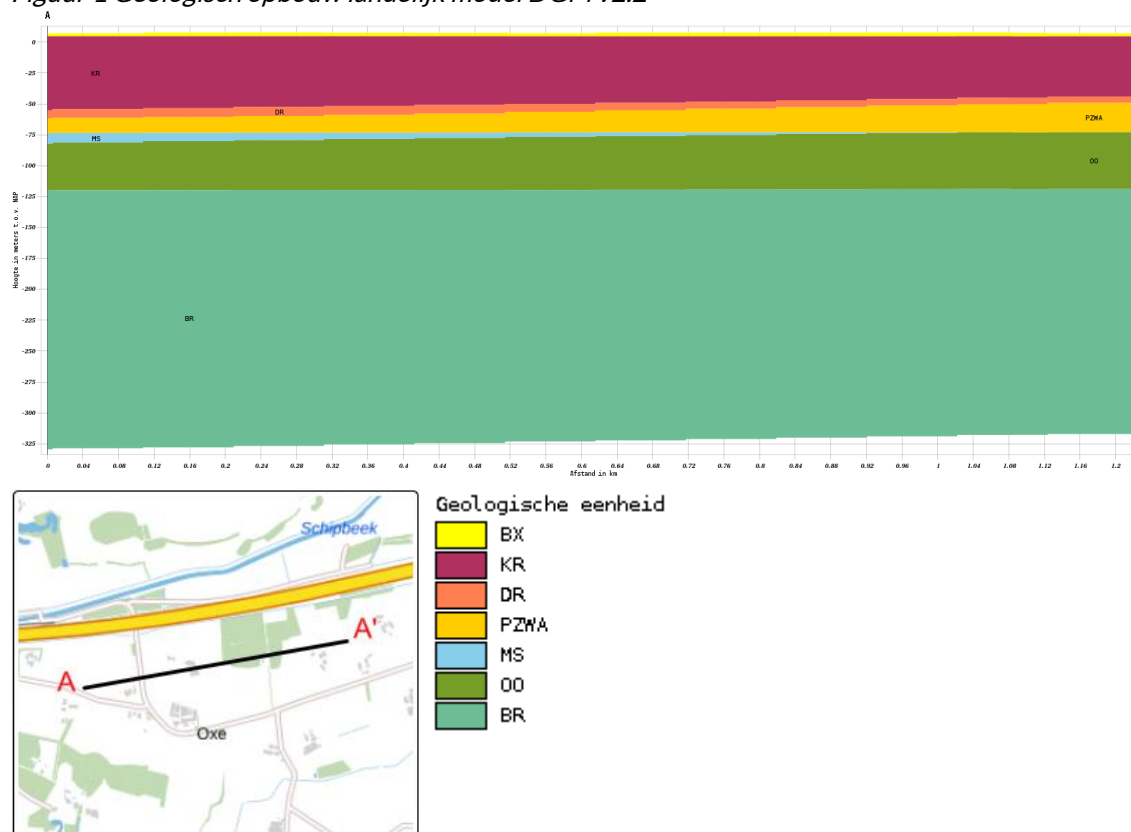 Figuur 1 Geologisch opbouw landelijk model DGM v2.2
A
0
-25
-50
-75
-100
-125
-150
-175
-200
-225
-250
-275
-300
-325
Hoogte in meters t.o.v. NAP
KR
DR
PZWA
MS
OO
BR
0 0.04 0.08 0.12 0.16 0.2 0.24 0.28 0.32 0.36 0.4 0.44 0.48 0.52 0.56 0.6 0.64 0.68 0.72 0.76 0.8 0.84 0.88 0.92 0.96 1 1.04 1.08 1.12 1.16 1.2
Afstand in km
Schipbeek
A
A'
Oxe
Geologische eenheid
BX
KR
DR
PZWA
MS
OO
BR